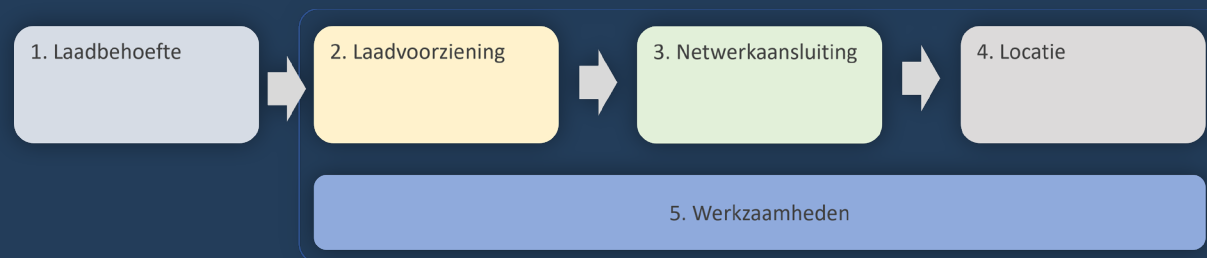 1. Laadbehoefte
2. Laadvoorziening
3. Netwerkaansluiting
4. Locatie
5. Werkzaamheden